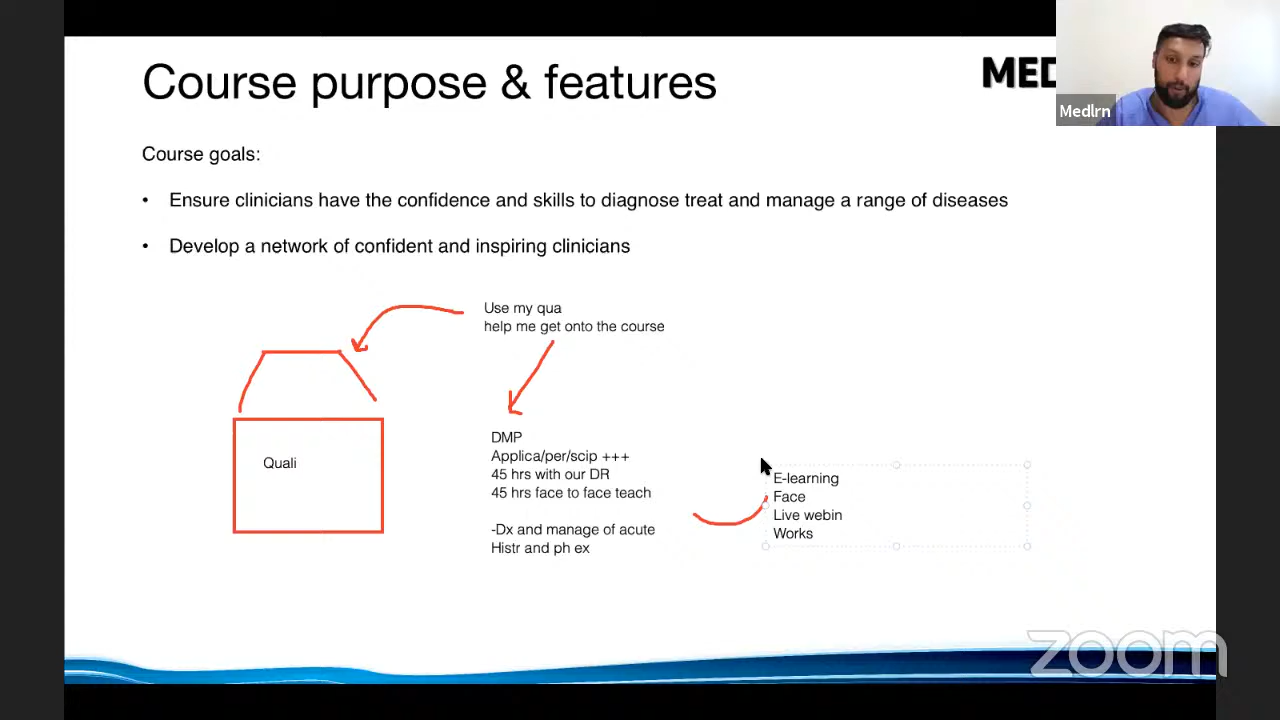 Course purpose & features
MED
Medlrn
Course goals:
• Ensure clinicians have the confidence and skills to diagnose treat and manage a range of diseases
• Develop a network of confident and inspiring clinicians
Use my qua
help me get onto the course
Quali
DMP
Applica/per/scip +++
45 hrs with our DR
45 hrs face to face teach
-Dx and manage of acute
Histr and ph ex
E-learning
Face
Live webin
Works
zoom